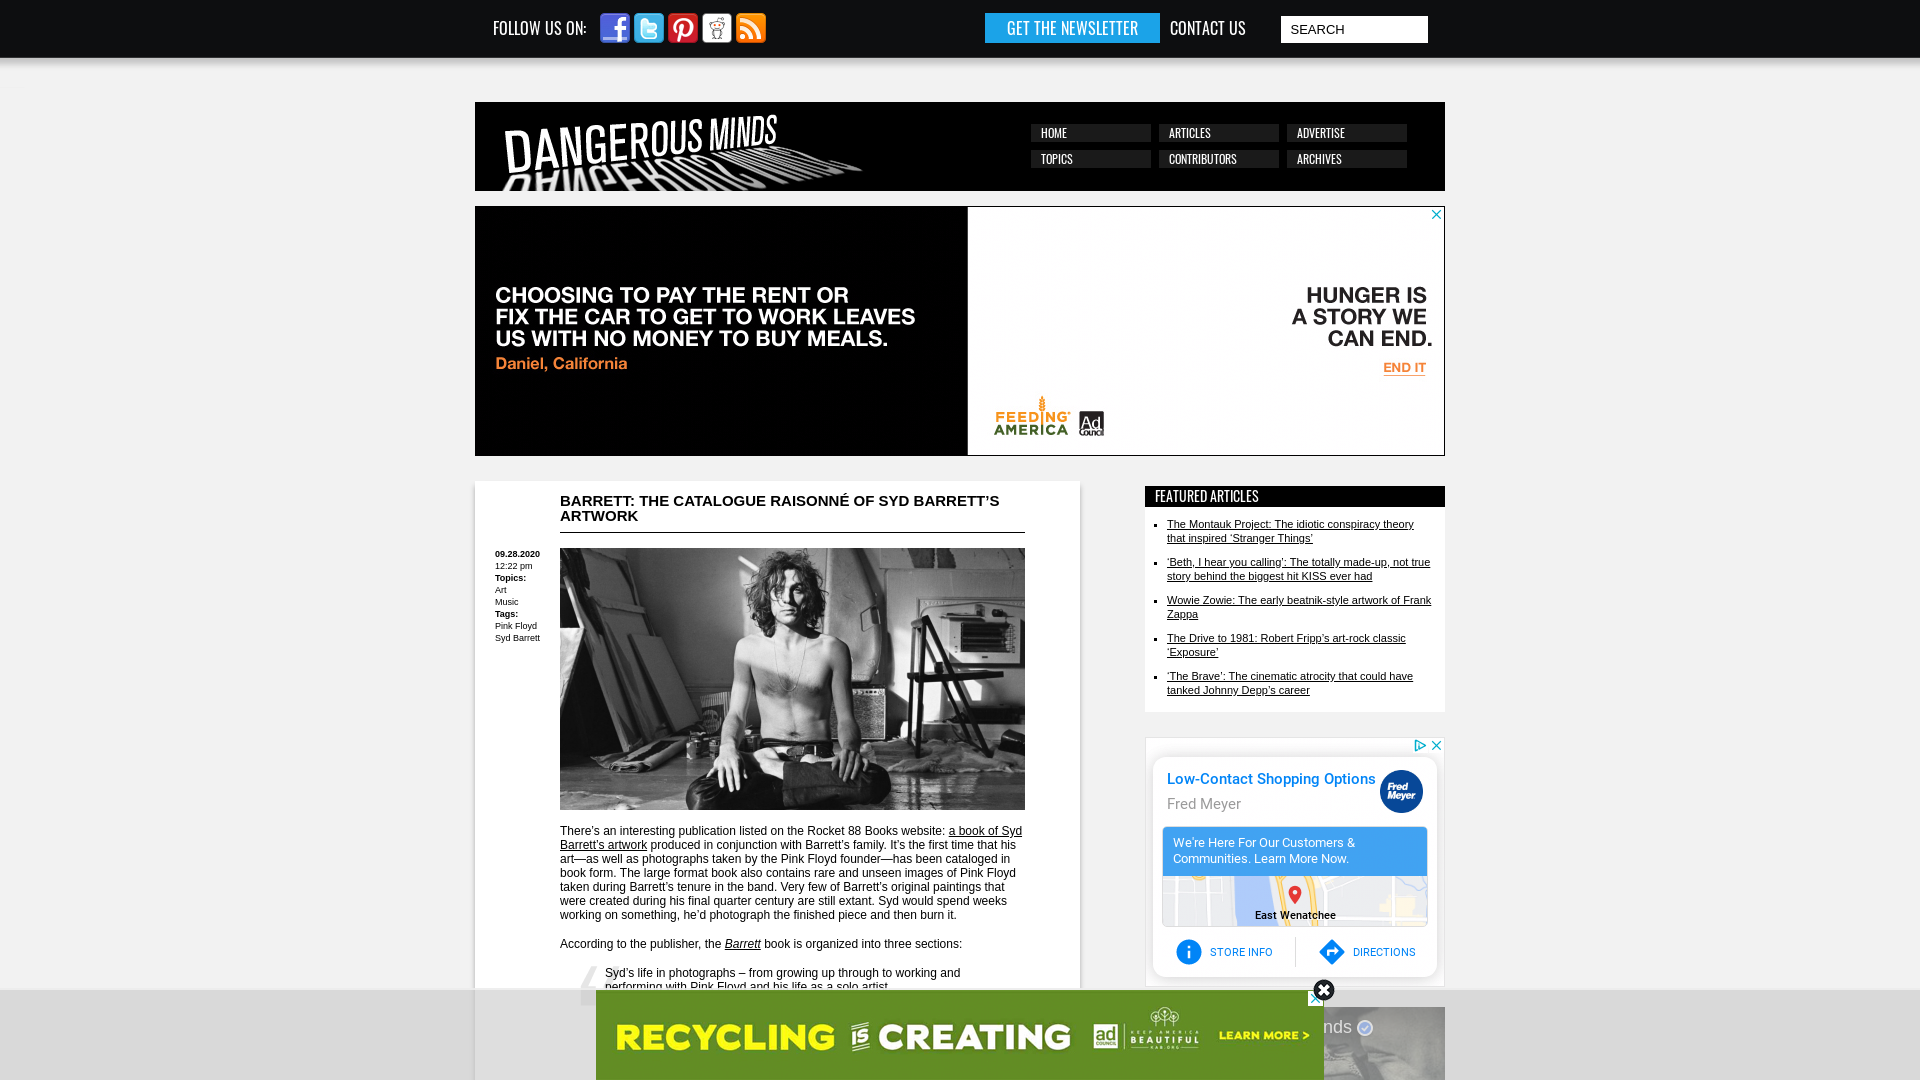 FOLLOW US ON:
GET THE NEWSLETTER
CONTACT US
SEARCH
DANGEROUS MINDS
HOME
ARTICLES
ADVERTISE
TOPICS
CONTRIBUTORS
ARCHIVES
CHOOSING TO PAY THE RENT OR
FIX THE CAR TO GET TO WORK LEAVES
US WITH NO MONEY TO BUY MEALS.
Daniel, California
HUNGER IS
A STORY WE
CAN END.
END IT
FEEDING
AMERICA
Ad
Council
BARRETT: THE CATALOGUE RAISONNÉ OF SYD BARRETT’S
ARTWORK
09.28.2020
12:22 pm
Topics:
Art
Music
Tags:
Pink Floyd
Syd Barrett
There’s an interesting publication listed on the Rocket 88 Books website: a book of Syd
Barrett’s artwork produced in conjunction with Barrett’s family. It’s the first time that his
art—as well as photographs taken by the Pink Floyd founder—has been cataloged in
book form. The large format book also contains rare and unseen images of Pink Floyd
taken during Barrett’s tenure in the band. Very few of Barrett’s original paintings that
were created during his final quarter century are still extant. Syd would spend weeks
working on something, he’d photograph the finished piece and then burn it.
According to the publisher, the Barrett book is organized into three sections:
Syd’s life in photographs – from growing up through to working and
performing with Pink Floyd and his life as a solo artist
FEATURED ARTICLES
The Montauk Project: The idiotic conspiracy theory
that inspired ‘Stranger Things’
‘Beth, I hear you calling’: The totally made-up, not true
story behind the biggest hit KISS ever had
Wowie Zowie: The early beatnik-style artwork of Frank
Zappa
The Drive to 1981: Robert Fripp’s art-rock classic
‘Exposure’
‘The Brave’: The cinematic atrocity that could have
tanked Johnny Depp’s career
Low-Contact Shopping Options
Fred Meyer
Fred
Meyer
We're Here For Our Customers &
Communities. Learn More Now.
East Wenatchee
STORE INFO
DIRECTIONS
nds
RECYCLING IS CREATING
ad
COUNCIL
KEEP AMERICA
BEAUTIFUL
KAB.ORG
LEARN MORE >